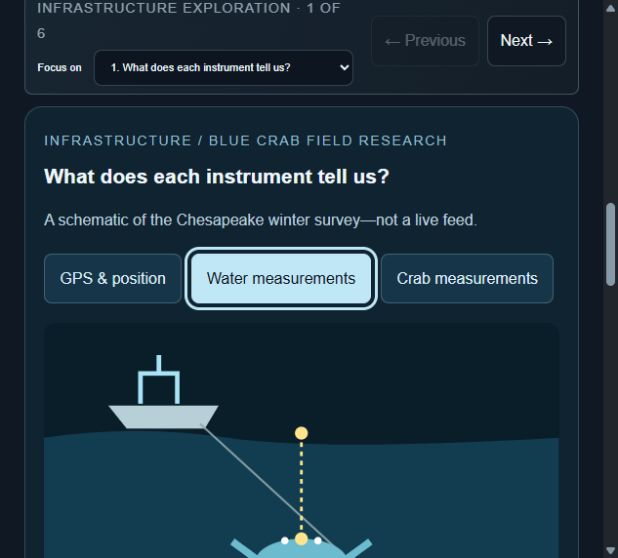 INFRASTRUCTURE EXPLORATION · 1 OF
6
← Previous
Next →
Focus on
1. What does each instrument tell us?
INFRASTRUCTURE / BLUE CRAB FIELD RESEARCH
What does each instrument tell us?
A schematic of the Chesapeake winter survey—not a live feed.
GPS & position
Water measurements
Crab measurements